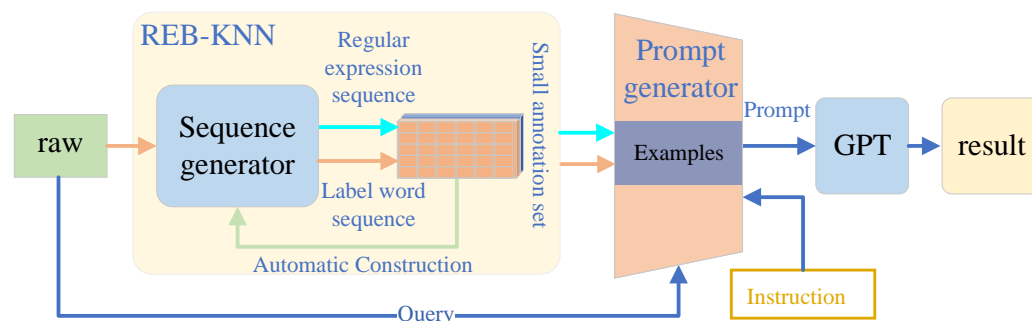 REB-KNN
Regular
expression
sequence
Small annotation set
Prompt
generator
raw
Sequence
generator
Examples
Prompt
GPT
result
Label word
sequence
Automatic Construction
Instruction
Query